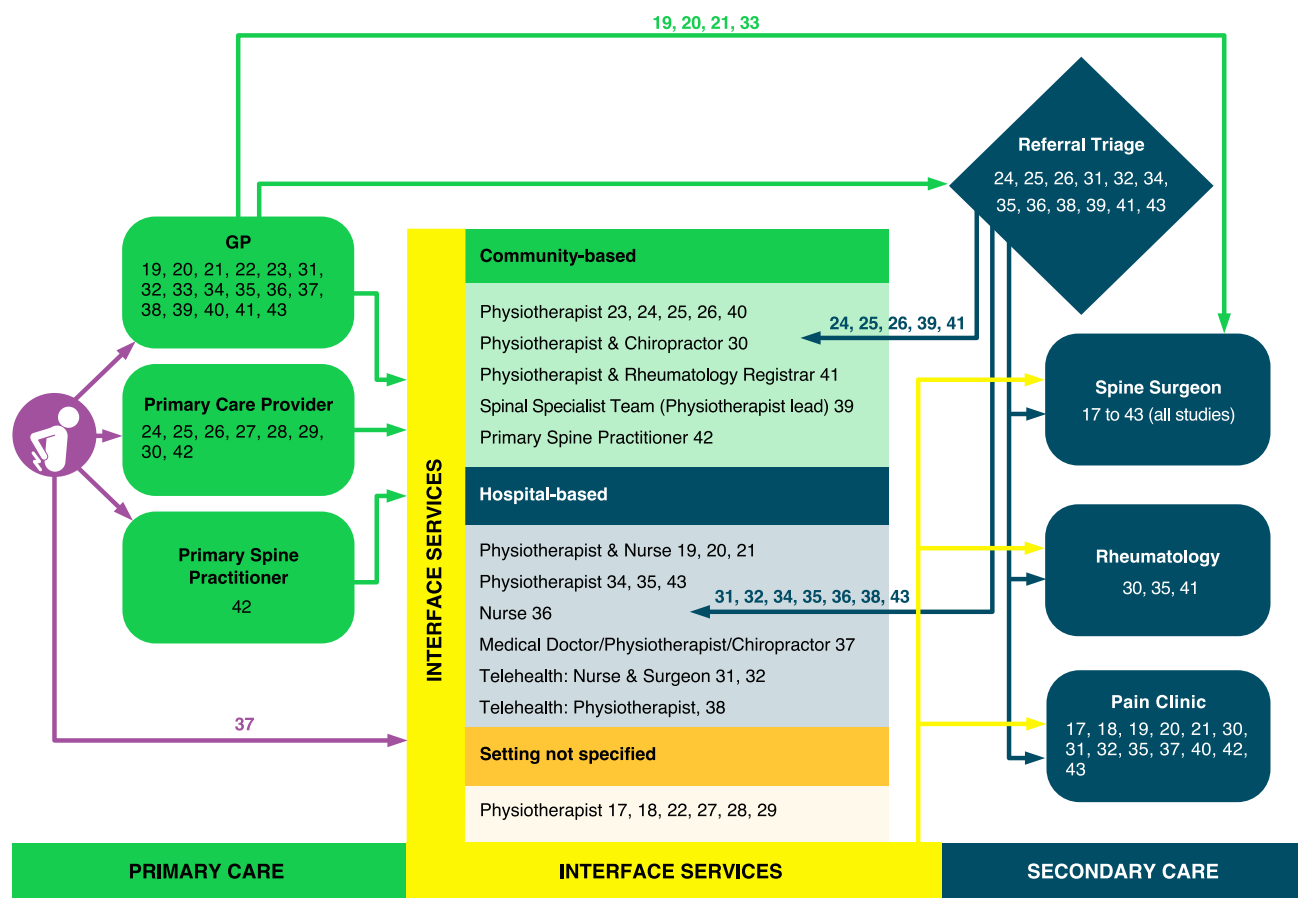 19, 20, 21, 33
Referral Triage
24, 25, 26, 31, 32, 34,
35, 36, 38, 39, 41, 43
GP
19, 20, 21, 22, 23, 31,
32, 33, 34, 35, 36, 37,
38, 39, 40, 41, 43
Primary Care Provider
24, 25, 26, 27, 28, 29,
30, 42
Primary Spine
Practitioner
42
37
INTERFACE SERVICES
Community-based
Physiotherapist 23, 24, 25, 26, 40
24, 25, 26, 39, 41
Physiotherapist & Chiropractor 30
Physiotherapist & Rheumatology Registrar 41
Spinal Specialist Team (Physiotherapist lead) 39
Primary Spine Practitioner 42
Hospital-based
Physiotherapist & Nurse 19, 20, 21
Physiotherapist 34, 35, 43
31, 32, 34, 35, 36, 38, 43
Nurse 36
Medical Doctor/Physiotherapist/Chiropractor 37
Telehealth: Nurse & Surgeon 31, 32
Telehealth: Physiotherapist, 38
Setting not specified
Physiotherapist 17, 18, 22, 27, 28, 29
Spine Surgeon
17 to 43 (all studies)
Rheumatology
30, 35, 41
Pain Clinic
17, 18, 19, 20, 21, 30,
31, 32, 35, 37, 40, 42,
43
PRIMARY CARE
INTERFACE SERVICES
SECONDARY CARE